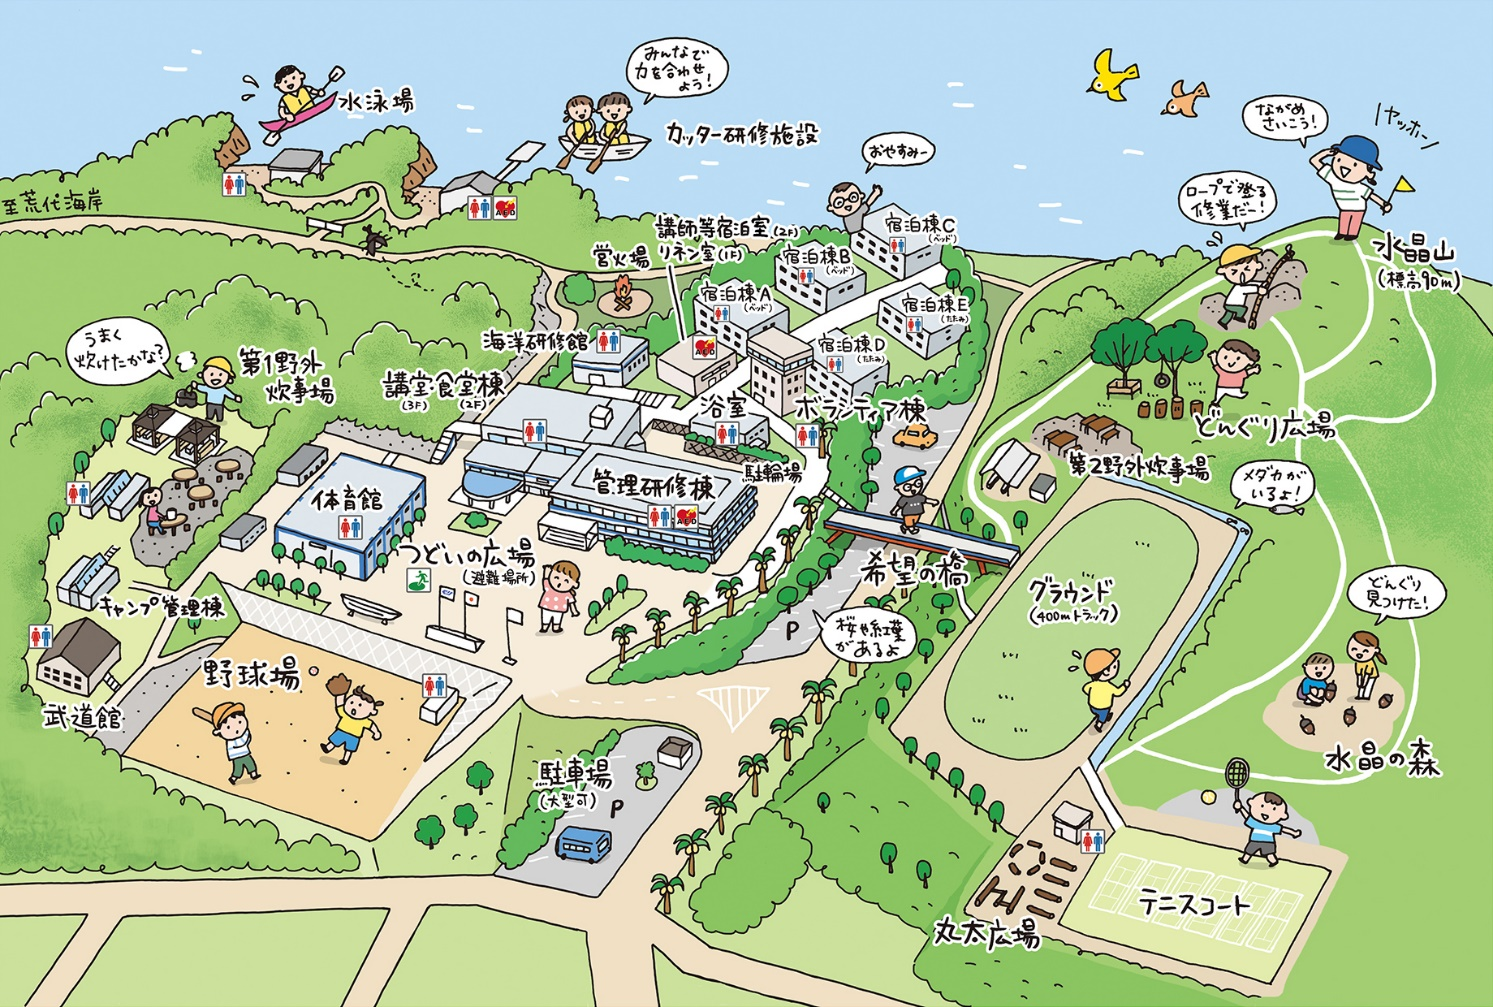 水泳場
みんなで
力を合わせ
よう!
カッター研修施設
おやすみー
ながめ
さいこう!
ヤッホー
ロープで登る
修業だー!
水晶山
(標高90m)
至荒代海岸
AED
講師等宿泊室(2F)
リネン室(1F)
営火場
宿泊棟C
(ベッド)
宿泊棟B
(ベッド)
宿泊棟A
(ベッド)
宿泊棟E
(たたみ)
宿泊棟D
(たたみ)
AED
海洋研修館
うまく
炊けたかな?
第1野外
炊事場
講堂・食堂棟
(3F)(2F)
浴室
ボランティア棟
駐輪場
どんぐり広場
第2野外炊事場
メダカが
いるよ!
体育館
管理研修棟
AED
つどいの広場
(避難場所)
希望の橋
グラウンド
(400mトラック)
どんぐり
見つけた!
キャンプ管理棟
P
桜や紅葉
があるよ
野球場
武道館
駐車場
(大型可)
P
水晶の森
テニスコート
丸太広場